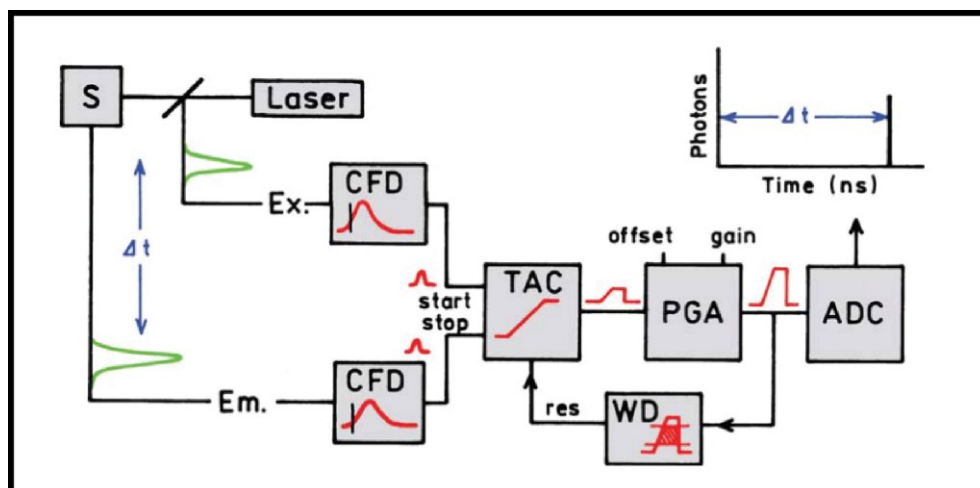 S
Laser
Δt
Ex.
CFD
Photons
Δt
Time (ns)
offset
gain
start
stop
TAC
PGA
ADC
Em.
CFD
res
WD